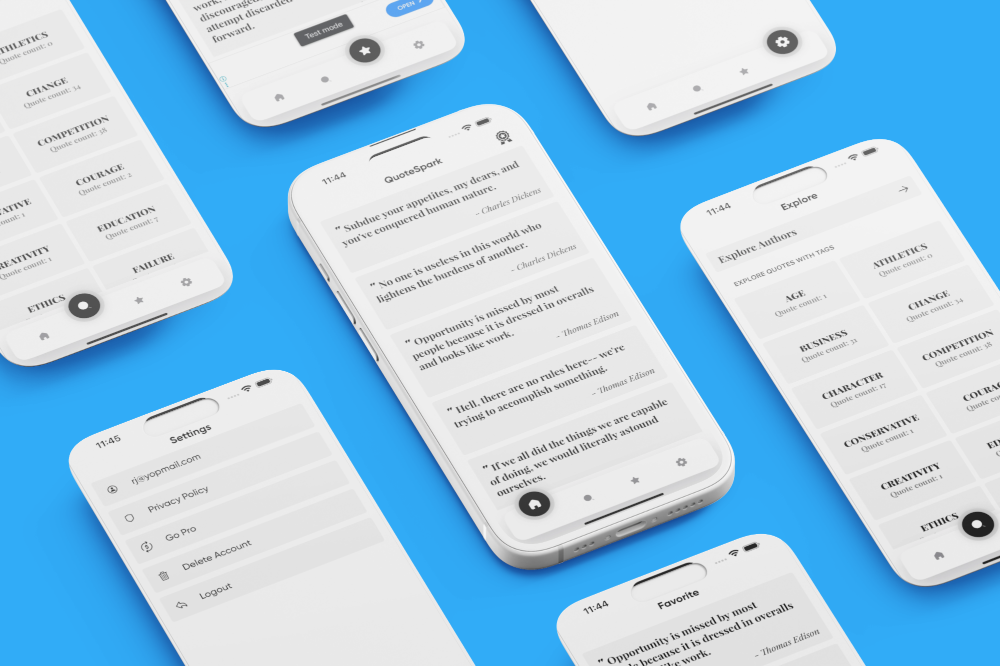 ATHLETICS
Quote count: 0
CHANGE
Quote count: 34
COMPETITION
Quote count: 38
COURAGE
Quote count: 2
Quote count: 1
EDUCATION
Quote count: 7
CREATIVITY
Quote count: 1
FAILURE
ETHICS
work.
attempt discarded
forward.
OPEN
Test mode
11:44
QuoteSpark
" Subdue your appetites, my dears, and
you've conquered human nature.
- Charles Dickens
" No one is useless in this world who
lightens the burdens of another.
- Charles Dickens
" Opportunity is missed by most
people because it is dressed in overalls
and looks like work.
- Thomas Edison
" Hell, there are no rules here-- we're
trying to accomplish something.
- Thomas Edison
" If we all did the things we are capable
of doing, we would literally astound
ourselves.
11:44
Explore
Explore Authors
EXPLORE QUOTES WITH TAGS
AGE
Quote count: 1
ATHLETICS
Quote count: 0
BUSINESS
Quote count: 21
CHANGE
Quote count: 34
CHARACTER
Quote count: 17
COMPETITION
Quote count: 38
CONSERVATIVE
Quote count: 1
CREATIVITY
Quote count: 1
ETHICS
11:45
Settings
rj@yopmail.com
Privacy Policy
Go Pro
Delete Account
Logout
11:44
Favorite
" Opportunity is missed by most
people because it is dressed in overalls
like work.
- Thomas Edison